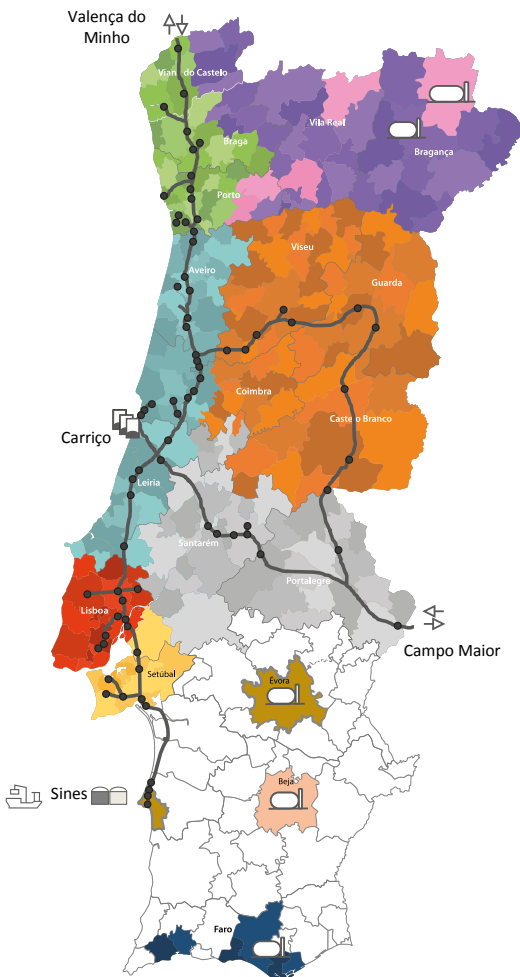 Valença do
Minho
Viana do Castelo
Braga
Vila Real
Bragança
Porto
Viseu
Aveiro
Guarda
Coimbra
Castelo Branco
Carriço
Leiria
Santarém
Portalegre
Lisboa
Campo Maior
Setúbal
Évora
Sines
Beja
Faro